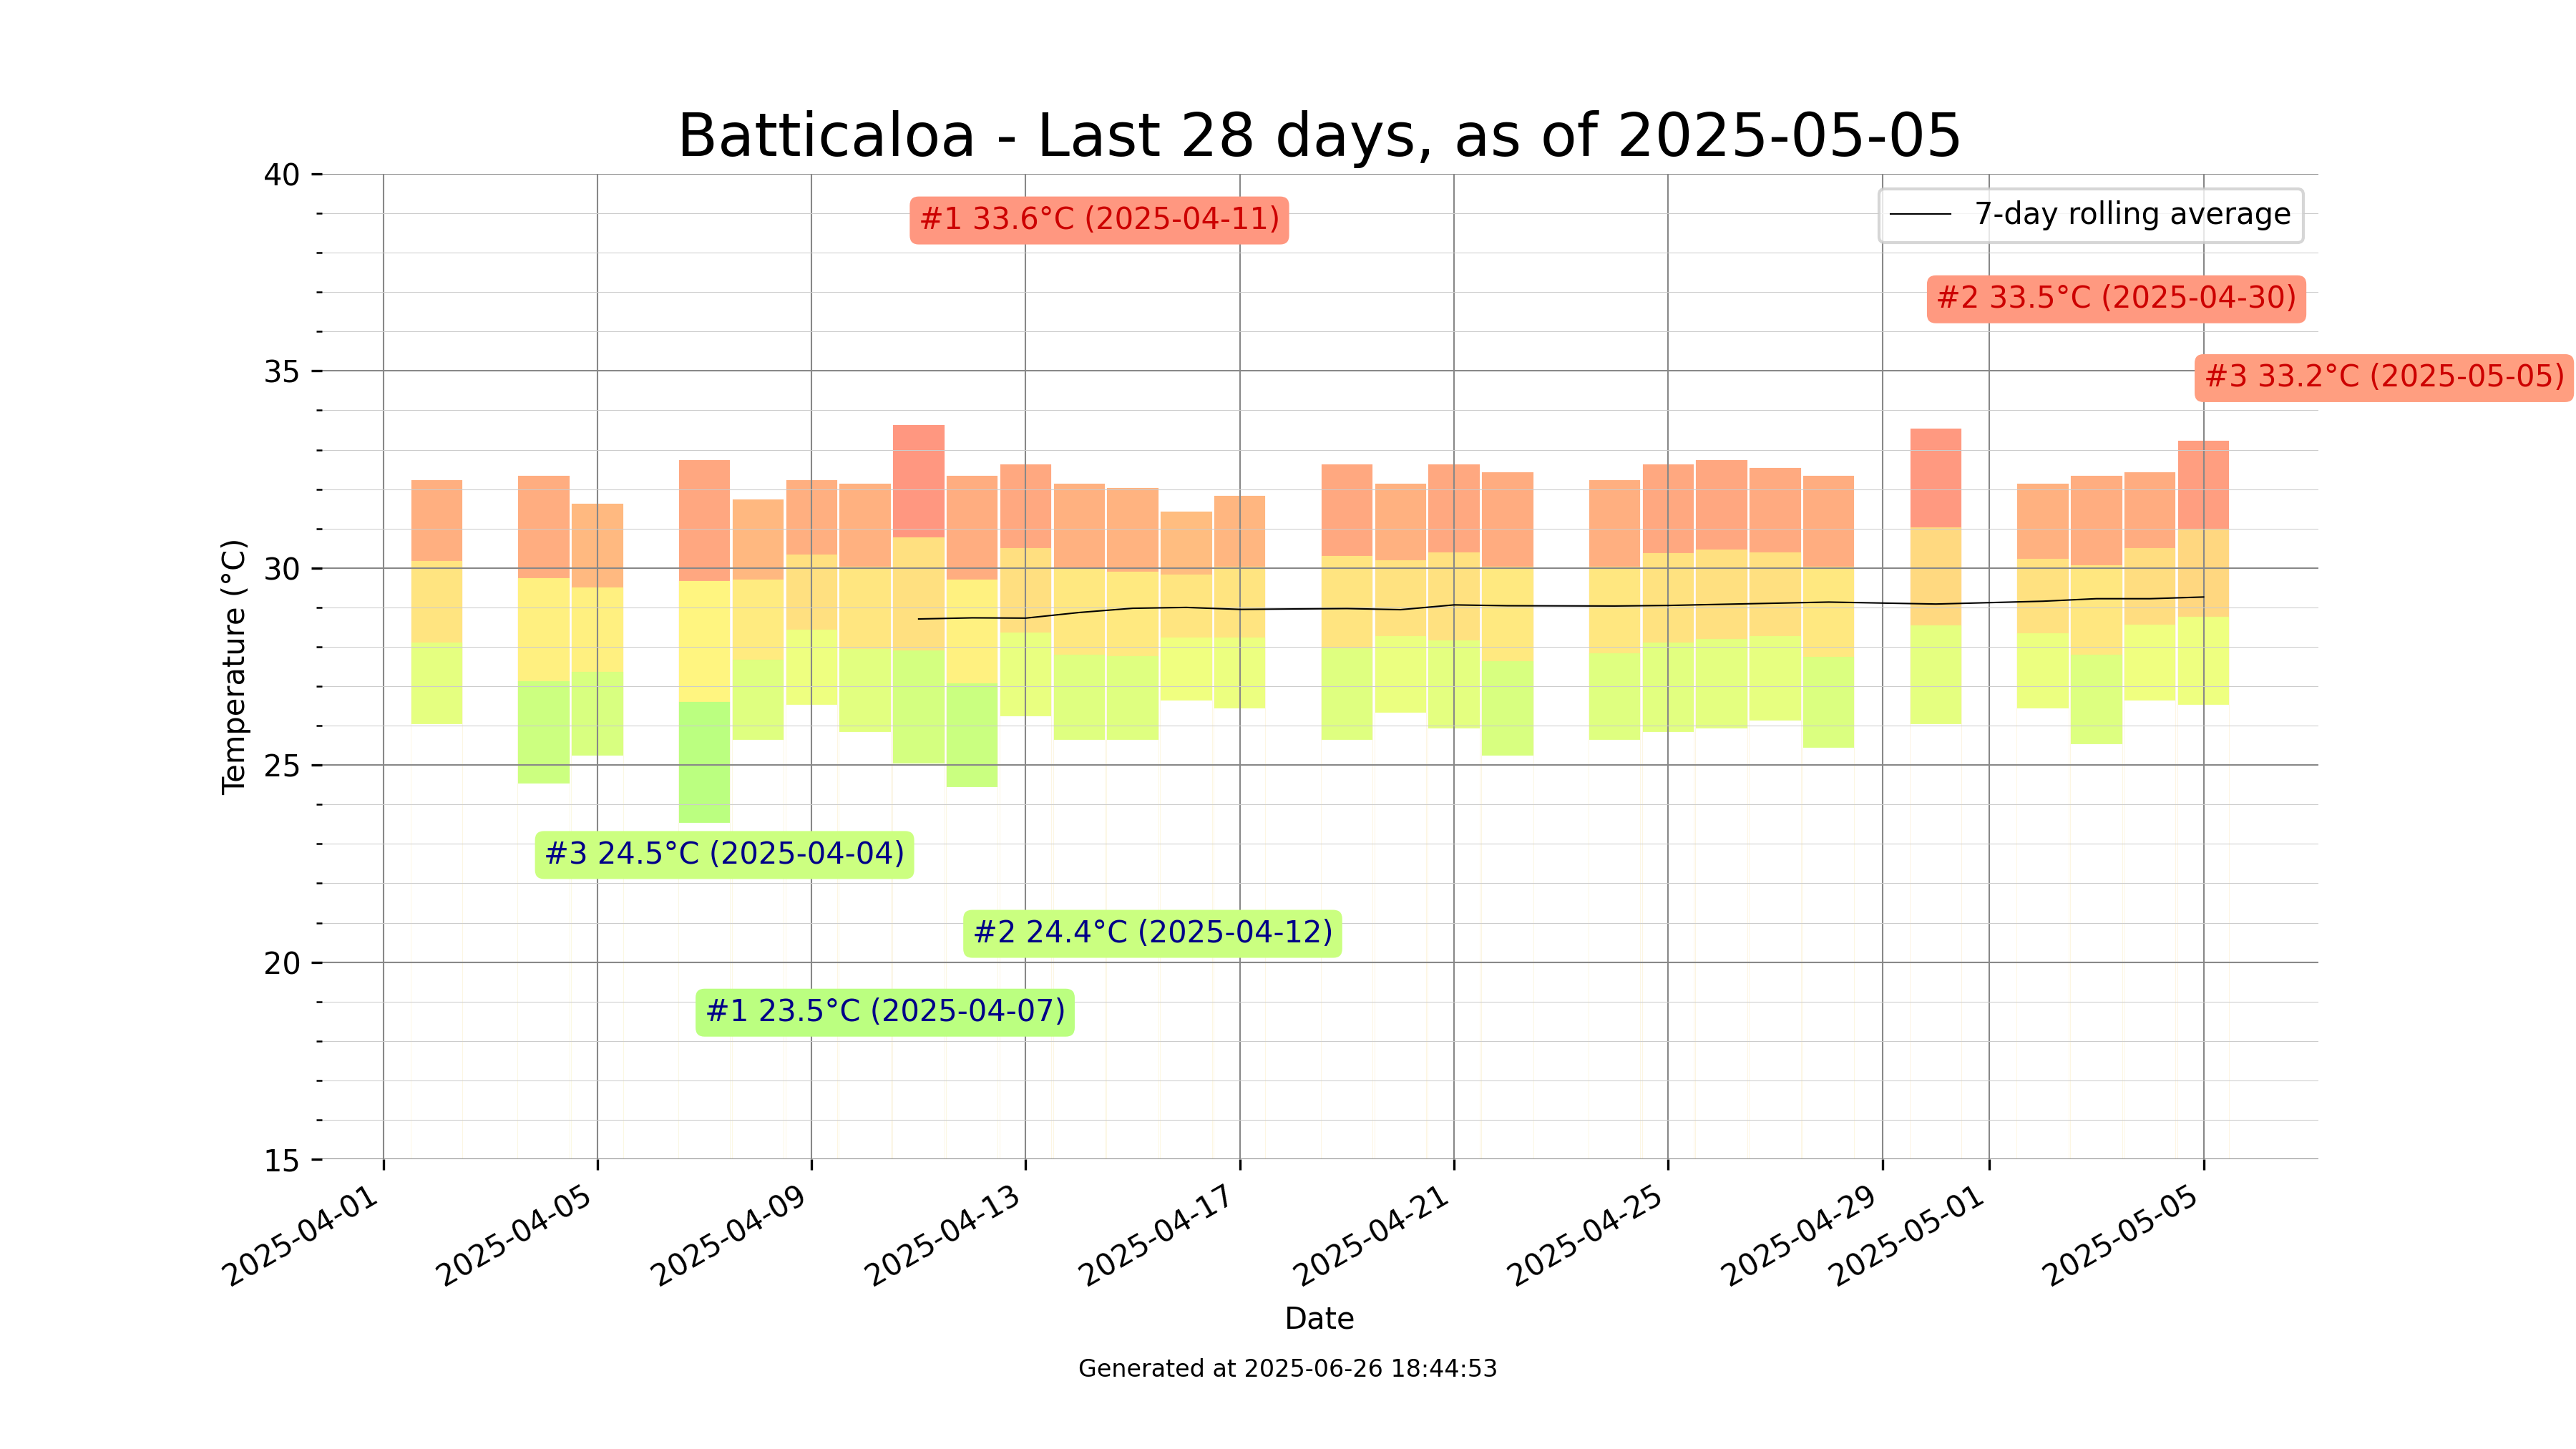 Batticaloa - Last 28 days, as of 2025-05-05
40
35
30
25
20
15
Temperature (°C)
7-day rolling average
#1 33.6°C (2025-04-11)
#2 33.5°C (2025-04-30)
#3 33.2°C (2025-05-05)
#3 24.5°C (2025-04-04)
#2 24.4°C (2025-04-12)
#1 23.5°C (2025-04-07)
2025-04-01
2025-04-05
2025-04-09
2025-04-13
2025-04-17
2025-04-21
2025-04-25
2025-04-29
2025-05-01
2025-05-05
Date
Generated at 2025-06-26 18:44:53